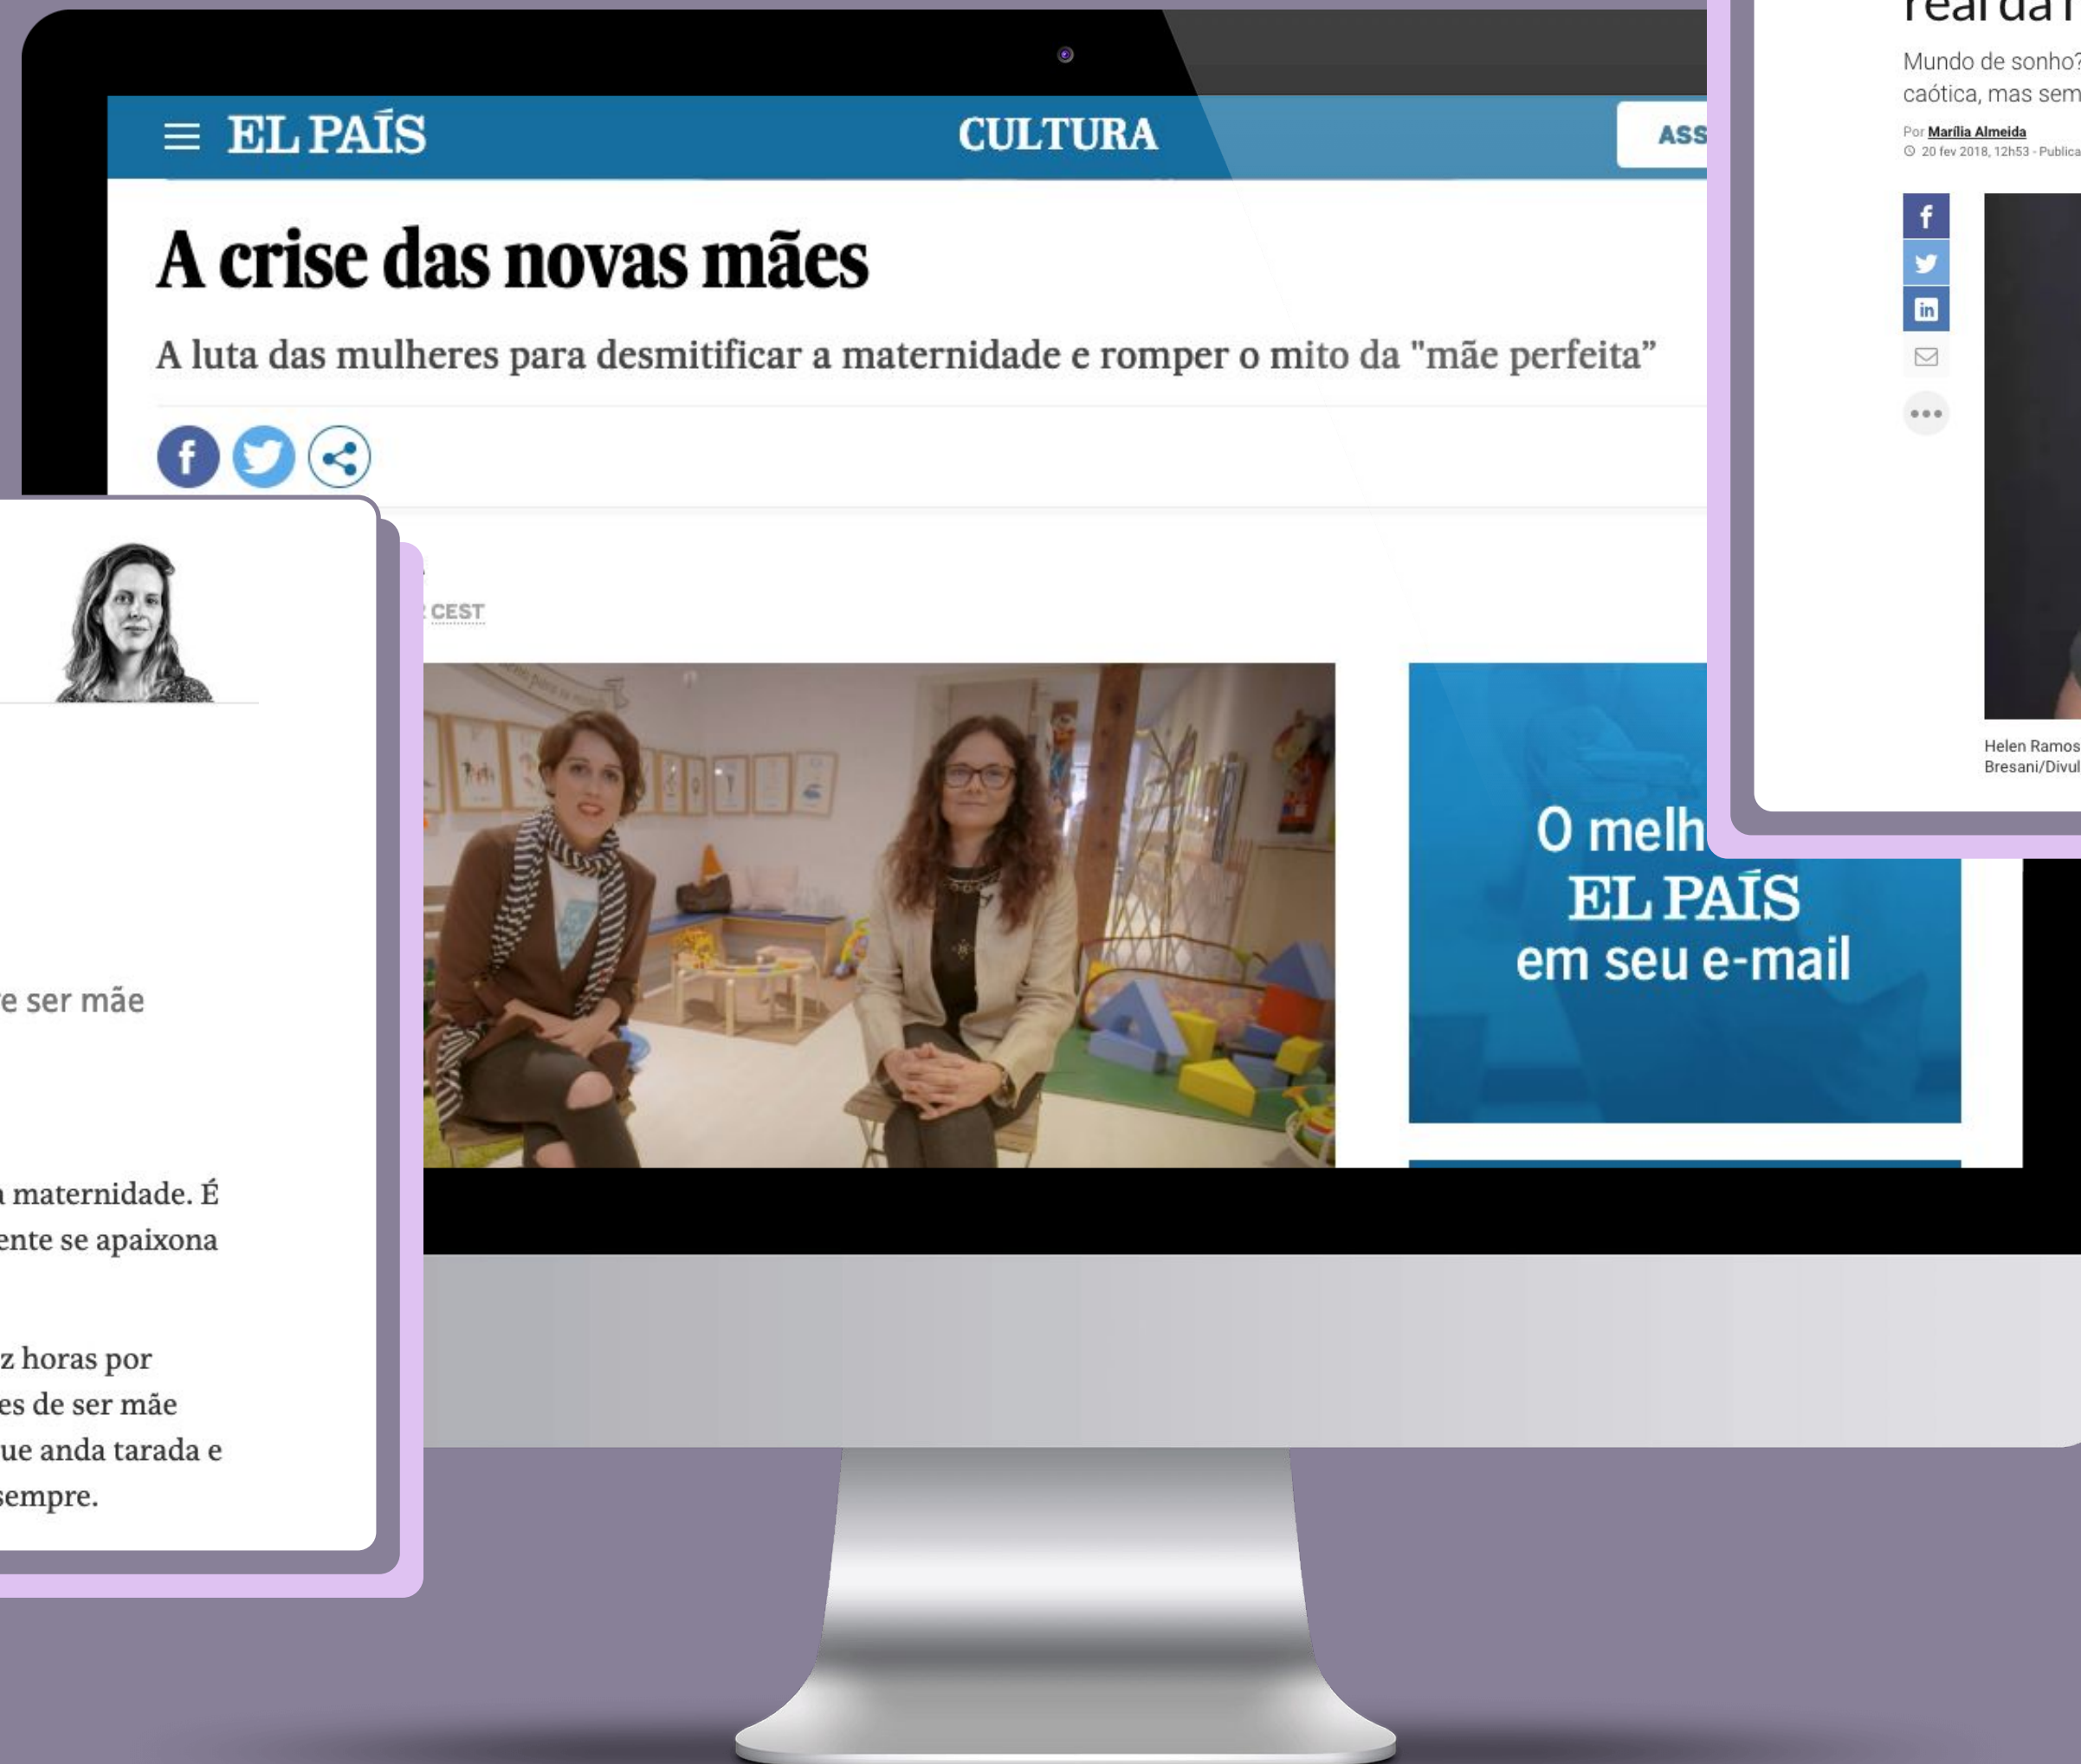 EL PAÍS
CULTURA
ASS
A crise das novas mães
A luta das mulheres para desmitificar a maternidade e romper o mito da "mãe perfeita”
CEST
O melh
EL PAÍS
em seu e-mail
e ser mãe
maternidade. É
ente se apaixona
z horas por
es de ser mãe
ue anda tarada e
sempre.
real da
Mundo de sonho?
caótica, mas sem
Por Marília Almeida
20 fev 2018, 12h53 - Publica
Helen Ramos
Bresani/Divul